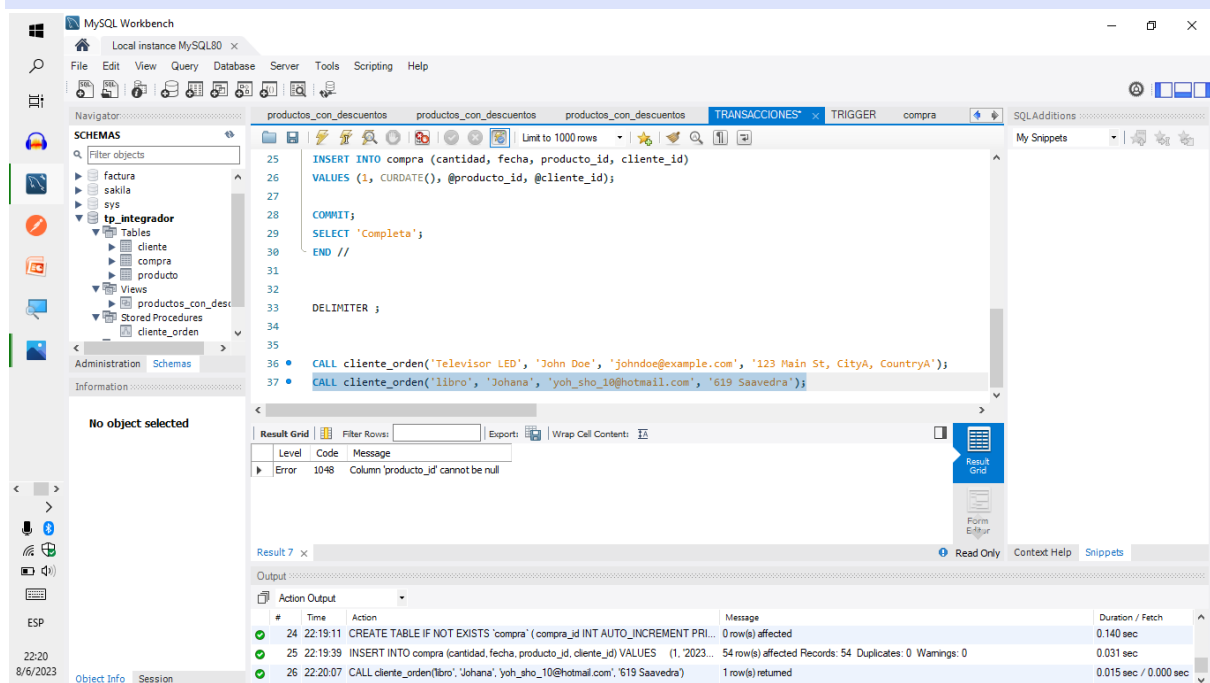 MySQL Workbench
Local instance MySQL80
File Edit View Query Database Server Tools Scripting Help
Navigator
SCHEMAS
Filter objects
factura
sakila
sys
tp_integrador
Tables
cliente
compra
producto
Views
productos_con_desc
Stored Procedures
cliente_orden
Administration Schemas
Information
No object selected
Object Info Session
productos_con_descuentos productos_con_descuentos productos_con_descuentos TRANSACCIONES* TRIGGER compra
Limit to 1000 rows
25 INSERT INTO compra (cantidad, fecha, producto_id, cliente_id)
26 VALUES (1, CURDATE(), @producto_id, @cliente_id);
27
28 COMMIT;
29 SELECT 'Completa';
30 END //
31
32
33 DELIMITER ;
34
35
36 CALL cliente_orden('Televisor LED', 'John Doe', 'johndoe@example.com', '123 Main St, CityA, CountryA');
37 CALL cliente_orden('libro', 'Johana', 'yoh_sho_10@hotmail.com', '619 Saavedra');
Result Grid Filter Rows: Export: Wrap Cell Content:
Level Code Message
Error 1048 Column 'producto_id' cannot be null
Result Grid
Form Editor
Result 7 Read Only
Output
Action Output
# Time Action Message Duration / Fetch
24 22:19:11 CREATE TABLE IF NOT EXISTS `compra` ( compra_id INT AUTO_INCREMENT PRI... 0 row(s) affected 0.140 sec
25 22:19:39 INSERT INTO compra (cantidad, fecha, producto_id, cliente_id) VALUES (1, '2023... 54 row(s) affected Records: 54 Duplicates: 0 Warnings: 0 0.031 sec
26 22:20:07 CALL cliente_orden('libro', 'Johana', 'yoh_sho_10@hotmail.com', '619 Saavedra') 1 row(s) returned 0.015 sec / 0.000 sec
SQLAdditions
My Snippets
Context Help Snippets
ESP
22:20
8/6/2023